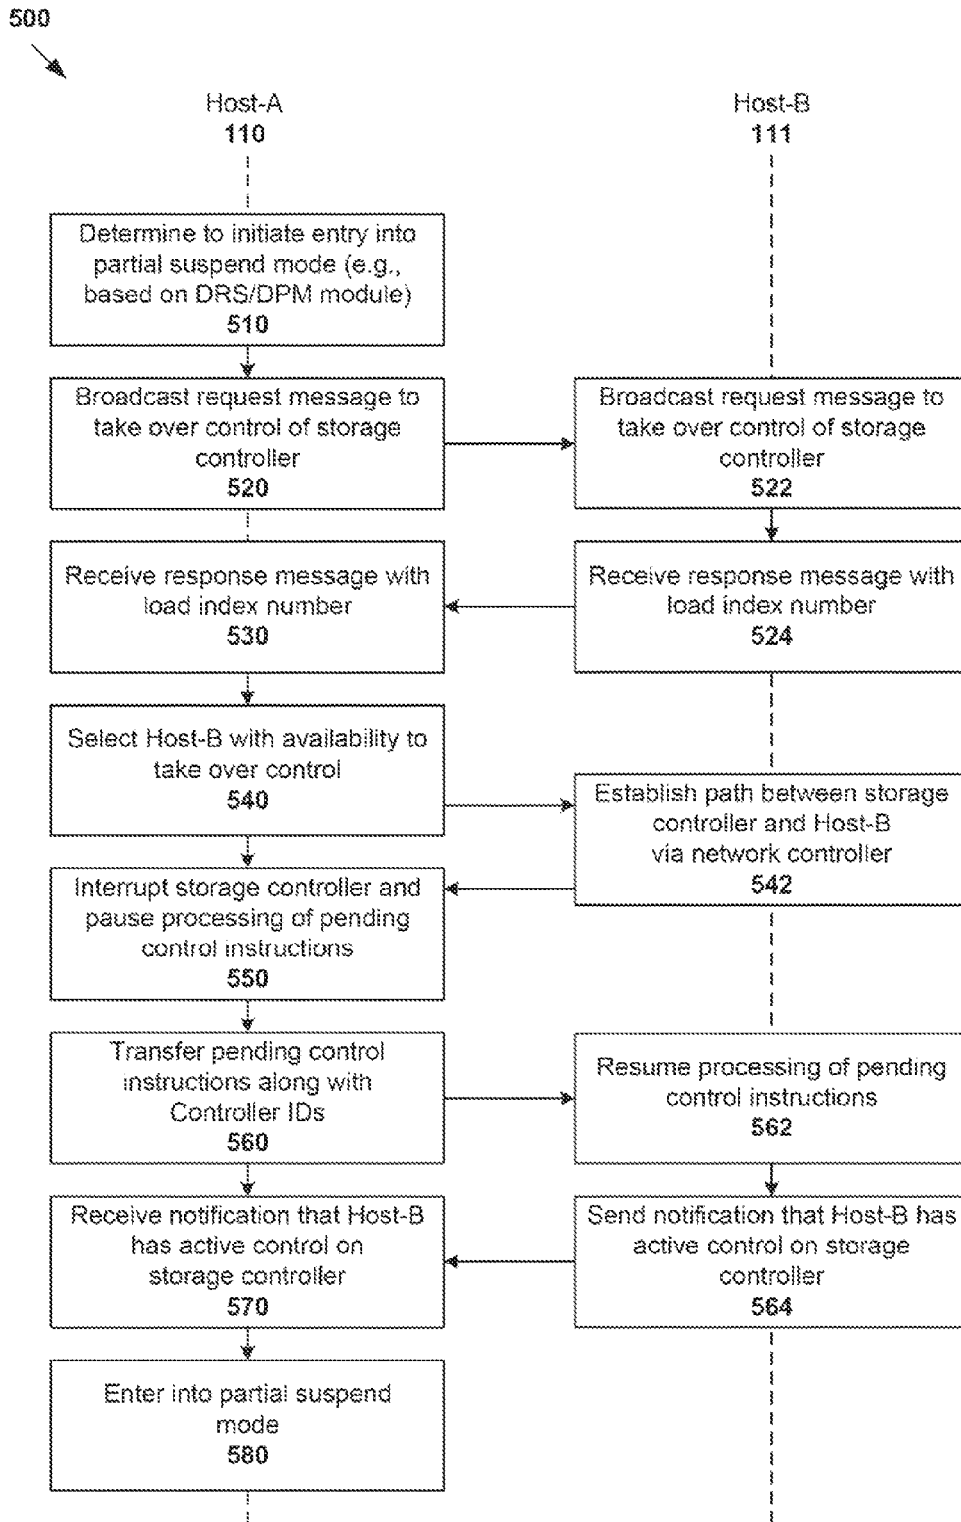 500
Host-A
110
Host-B
111
Determine to initiate entry into
partial suspend mode (e.g.,
based on DRS/DPM module)
510
Broadcast request message to
take over control of storage
controller
520
Broadcast request message to
take over control of storage
controller
522
Receive response message with
load index number
530
Receive response message with
load index number
524
Select Host-B with availability to
take over control
540
Establish path between storage
controller and Host-B
via network controller
542
Interrupt storage controller and
pause processing of pending
control instructions
550
Transfer pending control
instructions along with
Controller IDs
560
Resume processing of pending
control instructions
562
Receive notification that Host-B
has active control on
storage controller
570
Send notification that Host-B has
active control on storage
controller
564
Enter into partial suspend
mode
580